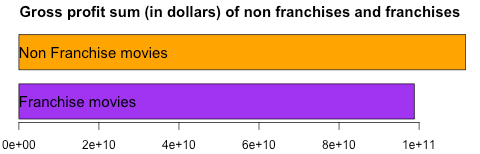 Gross profit sum (in dollars) of non franchises and franchises
Non Franchise movies
Franchise movies
0e+00 2e+10 4e+10 6e+10 8e+10 1e+11